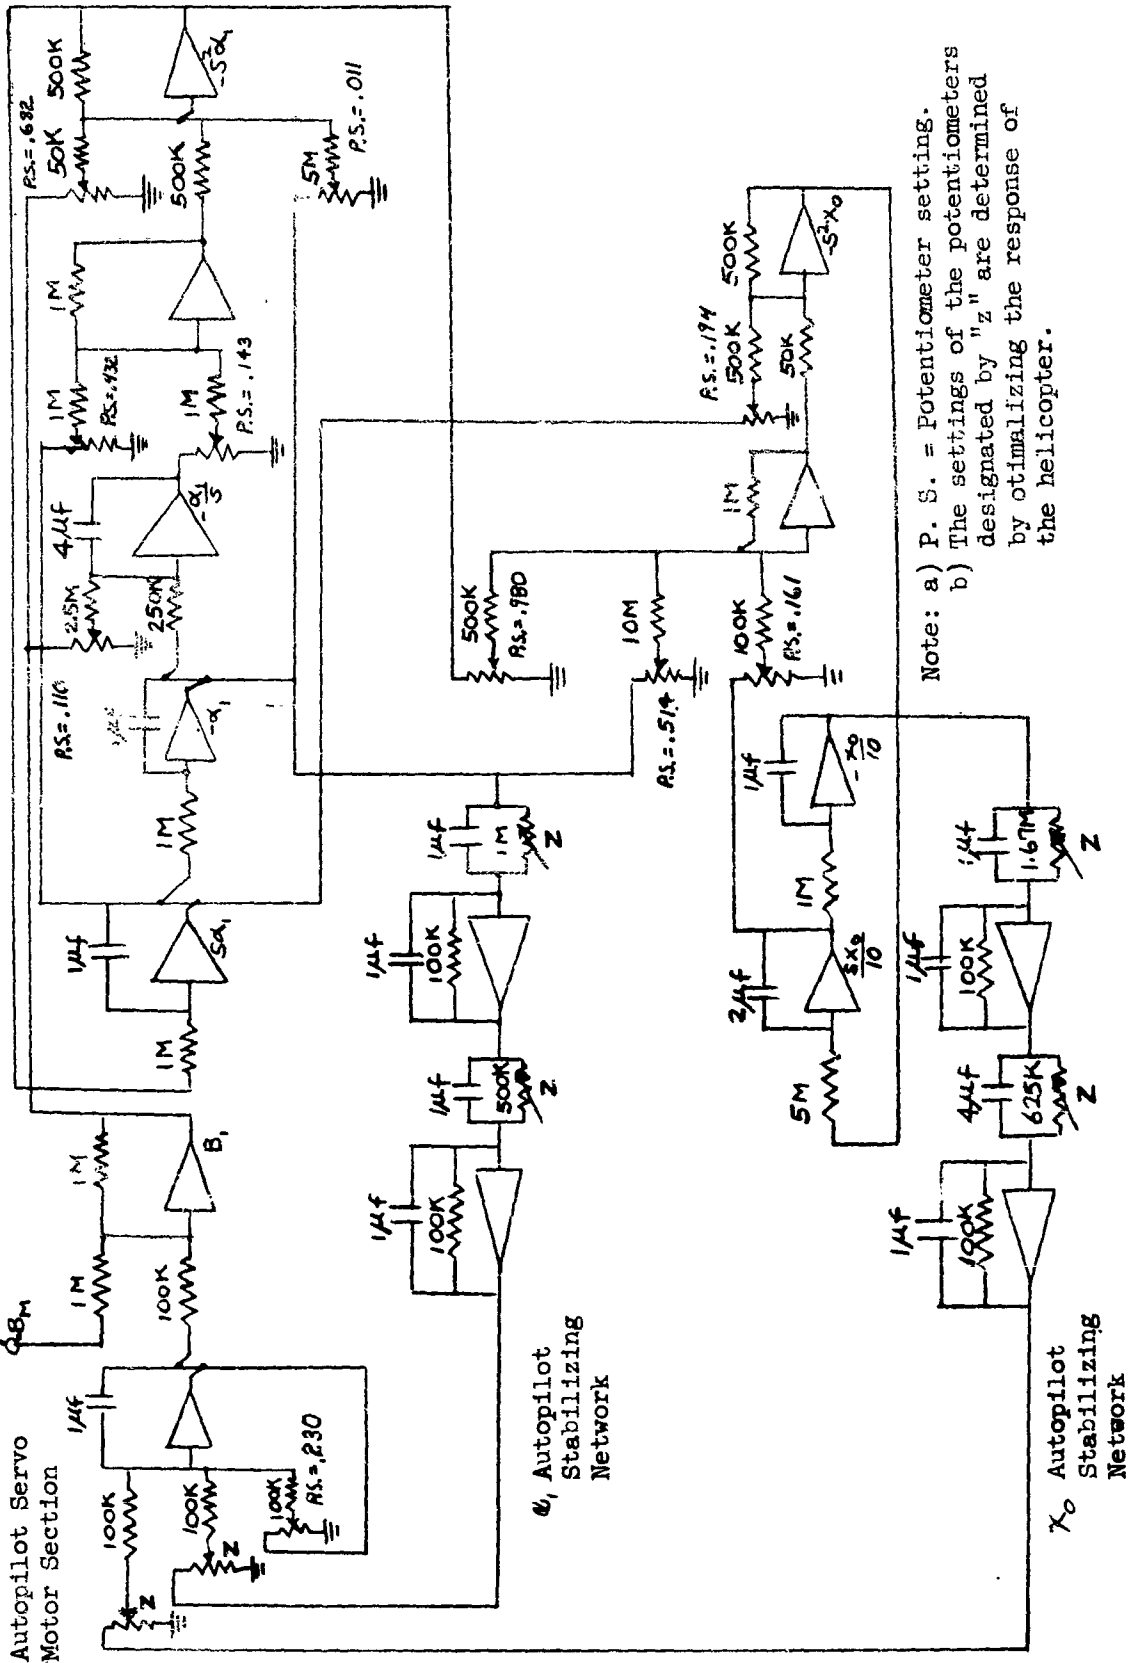 Autopilot Servo
Motor Section
B_M
1M
1M
100K
B₁
1μf
100K
100K
100K
P.S.=.230
Z
Z
1M
1μf
Sα₁
1M
-α₁
P.S.=.110
2.5M
250K
4μf
-α₁/S
1M
P.S.=.432
1M
P.S.=.143
1M
500K
P.S.=.682
50K
500K
-S²α₁
5M
P.S.=.011
1μf
1M
Z
1μf
100K
1μf
500K
Z
1μf
100K
α₁ Autopilot
Stabilizing
Network
500K
P.S.=.980
10M
P.S.=.514
100K
P.S.=.161
1M
P.S.=.194
500K
50K
500K
-S²X₀
5M
2μf
SX₀/10
1M
1μf
-X₀/10
1μf
1.67M
Z
1μf
100K
4μf
625K
Z
1μf
100K
X₀ Autopilot
Stabilizing
Network
Note: a) P. S. = Potentiometer setting.
b) The settings of the potentiometers
designated by "z" are determined
by otimalizing the response of
the helicopter.